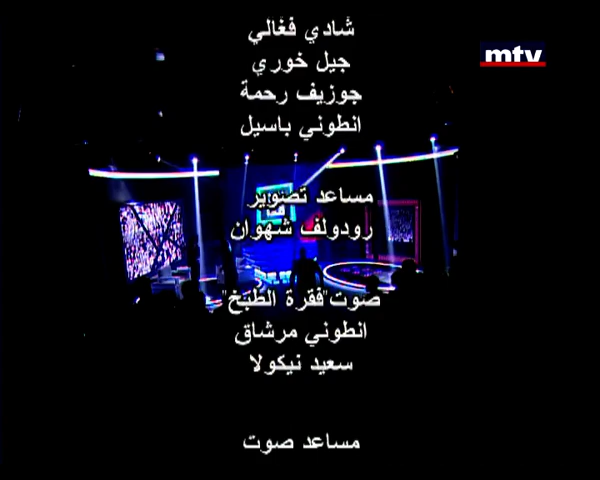 شادي فغالي
mtv
جيل خوري
جوزيف رحمة
انطوني باسيل
مساعد تصوير
رودولف شهوان
صوت "فقرة الطبخ"
انطوني مرشاق
سعيد نيكولا
مساعد صوت